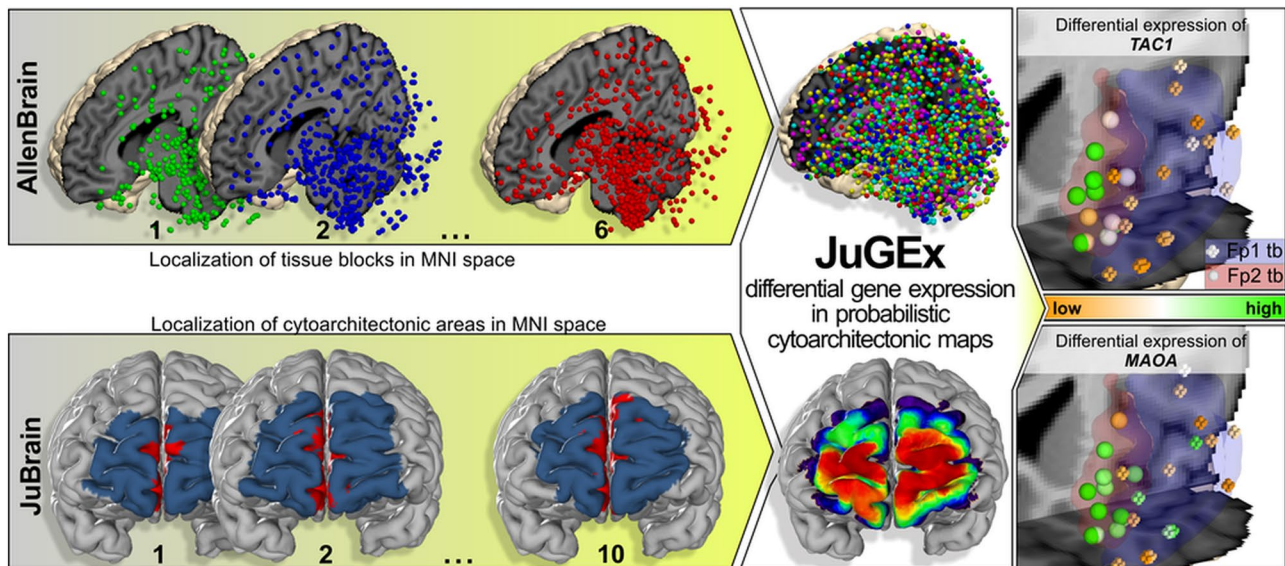 AllenBrain
1
2
...
6
Localization of tissue blocks in MNI space
Localization of cytoarchitectonic areas in MNI space
JuBrain
1
2
...
10
JuGEx
differential gene expression
in probabilistic
cytoarchitectonic maps
Differential expression of
TAC1
Fp1 tb
Fp2 tb
low
high
Differential expression of
MAOA